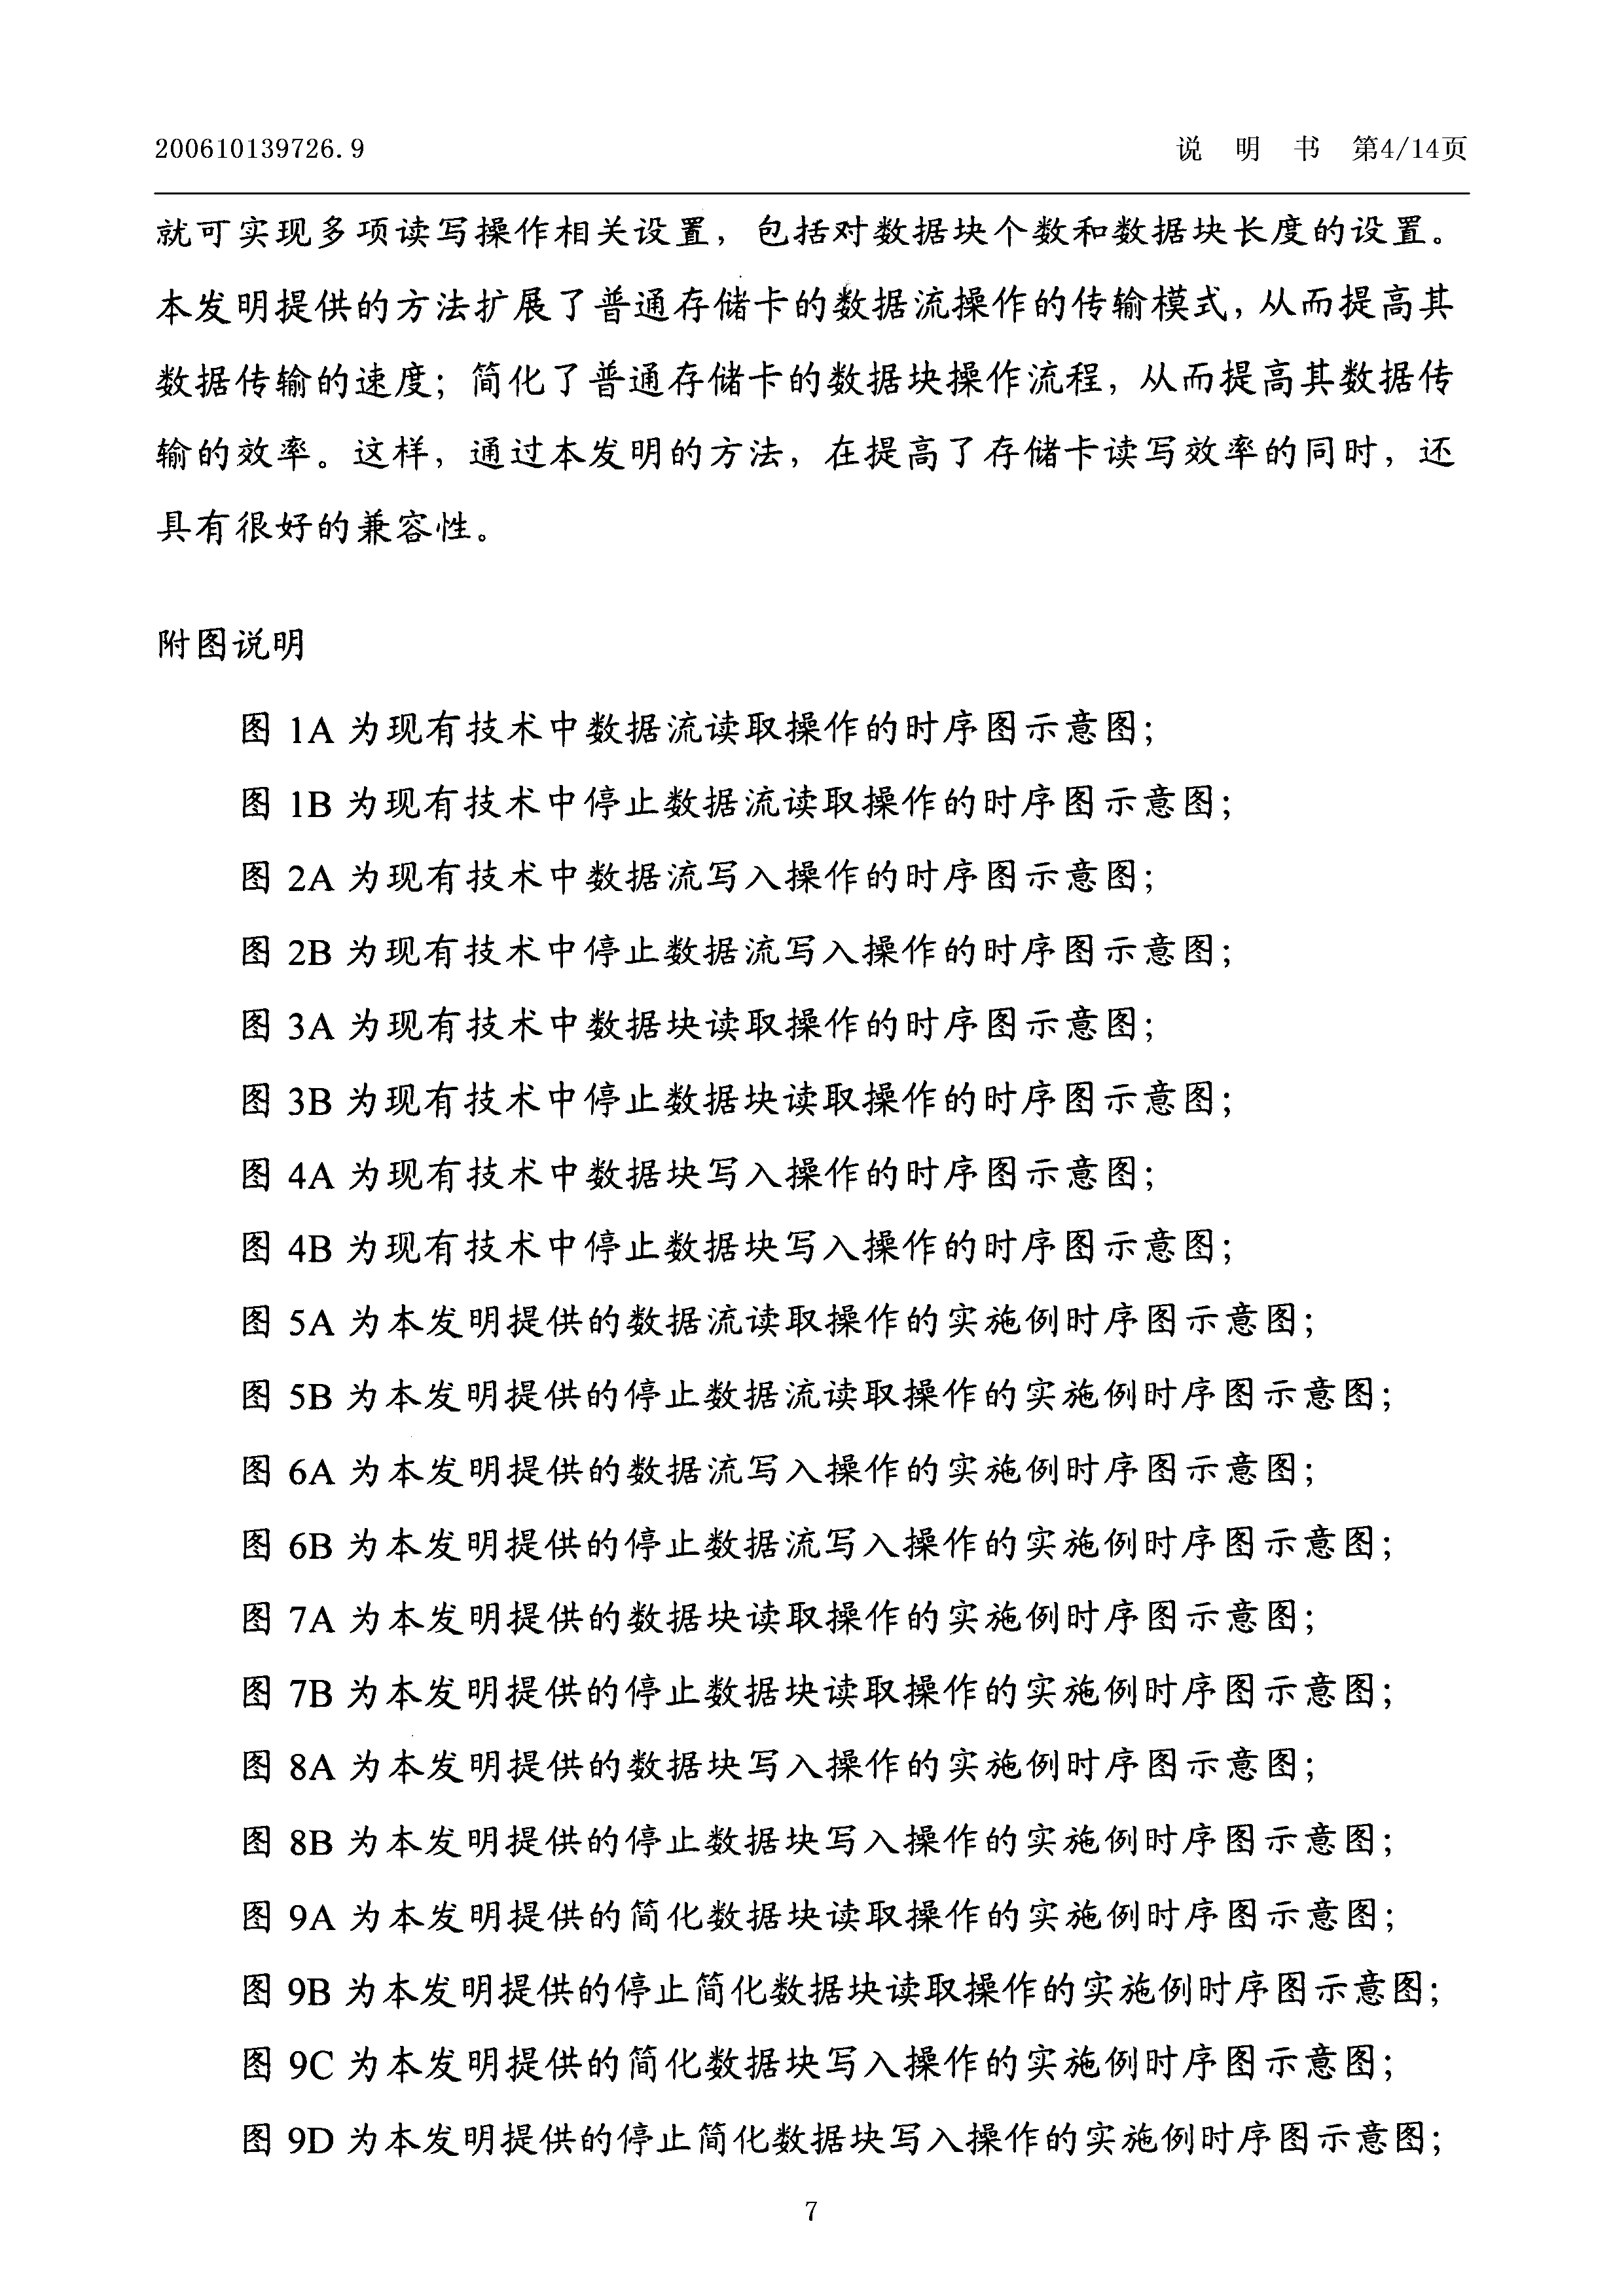 200610139726.9
说 明 书 第4/14页
就可实现多项读写操作相关设置，包括对数据块个数和数据块长度的设置。
本发明提供的方法扩展了普通存储卡的数据流操作的传输模式，从而提高其
数据传输的速度；简化了普通存储卡的数据块操作流程，从而提高其数据传
输的效率。这样，通过本发明的方法，在提高了存储卡读写效率的同时，还
具有很好的兼容性。
附图说明
图 1A 为现有技术中数据流读取操作的时序图示意图；
图 1B 为现有技术中停止数据流读取操作的时序图示意图；
图 2A 为现有技术中数据流写入操作的时序图示意图；
图 2B 为现有技术中停止数据流写入操作的时序图示意图；
图 3A 为现有技术中数据块读取操作的时序图示意图；
图 3B 为现有技术中停止数据块读取操作的时序图示意图；
图 4A 为现有技术中数据块写入操作的时序图示意图；
图 4B 为现有技术中停止数据块写入操作的时序图示意图；
图 5A 为本发明提供的数据流读取操作的实施例时序图示意图；
图 5B 为本发明提供的停止数据流读取操作的实施例时序图示意图；
图 6A 为本发明提供的数据流写入操作的实施例时序图示意图；
图 6B 为本发明提供的停止数据流写入操作的实施例时序图示意图；
图 7A 为本发明提供的数据块读取操作的实施例时序图示意图；
图 7B 为本发明提供的停止数据块读取操作的实施例时序图示意图；
图 8A 为本发明提供的数据块写入操作的实施例时序图示意图；
图 8B 为本发明提供的停止数据块写入操作的实施例时序图示意图；
图 9A 为本发明提供的简化数据块读取操作的实施例时序图示意图；
图 9B 为本发明提供的停止简化数据块读取操作的实施例时序图示意图；
图 9C 为本发明提供的简化数据块写入操作的实施例时序图示意图；
图 9D 为本发明提供的停止简化数据块写入操作的实施例时序图示意图；
7